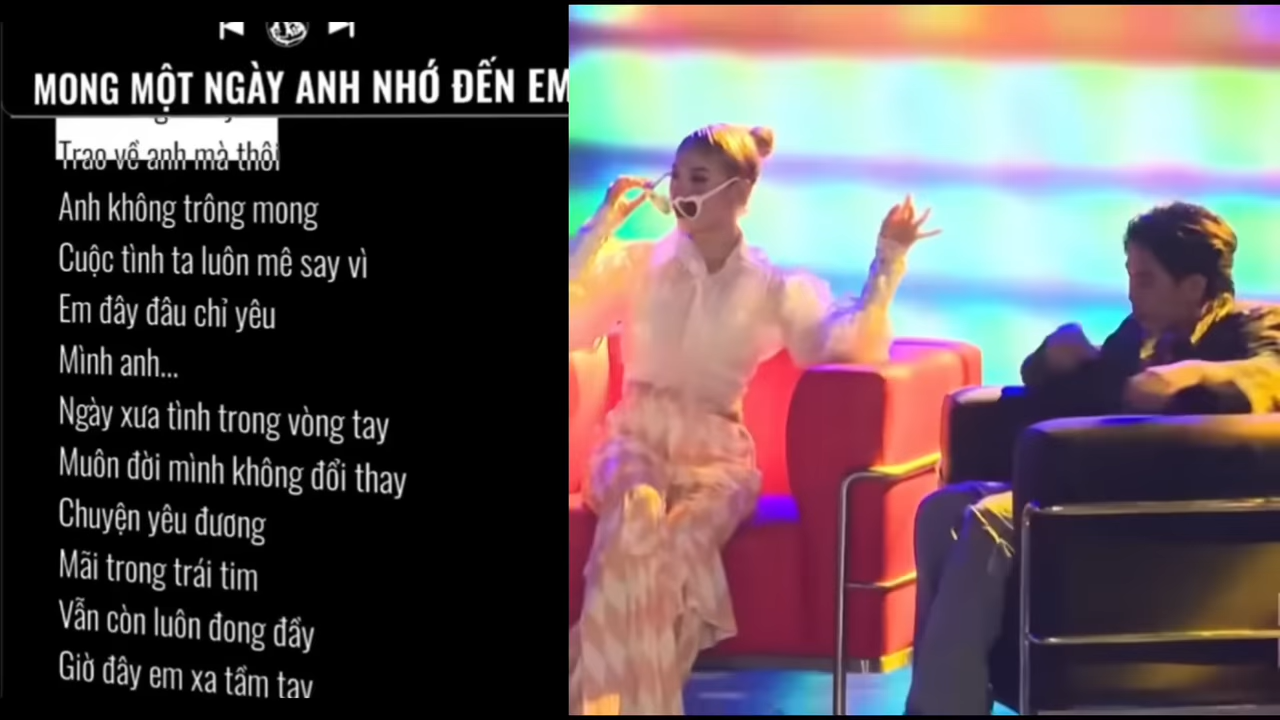 MONG MỘT NGÀY ANH NHỚ ĐẾN EM
Trao về anh mà thôi
Anh không trông mong
Cuộc tình ta luôn mê say vì
Em đây đâu chỉ yêu
Mình anh...
Ngày xưa tình trong vòng tay
Muôn đời mình không đổi thay
Chuyện yêu đương
Mãi trong trái tim
Vẫn còn luôn đong đầy
Giờ đây em xa tầm tay